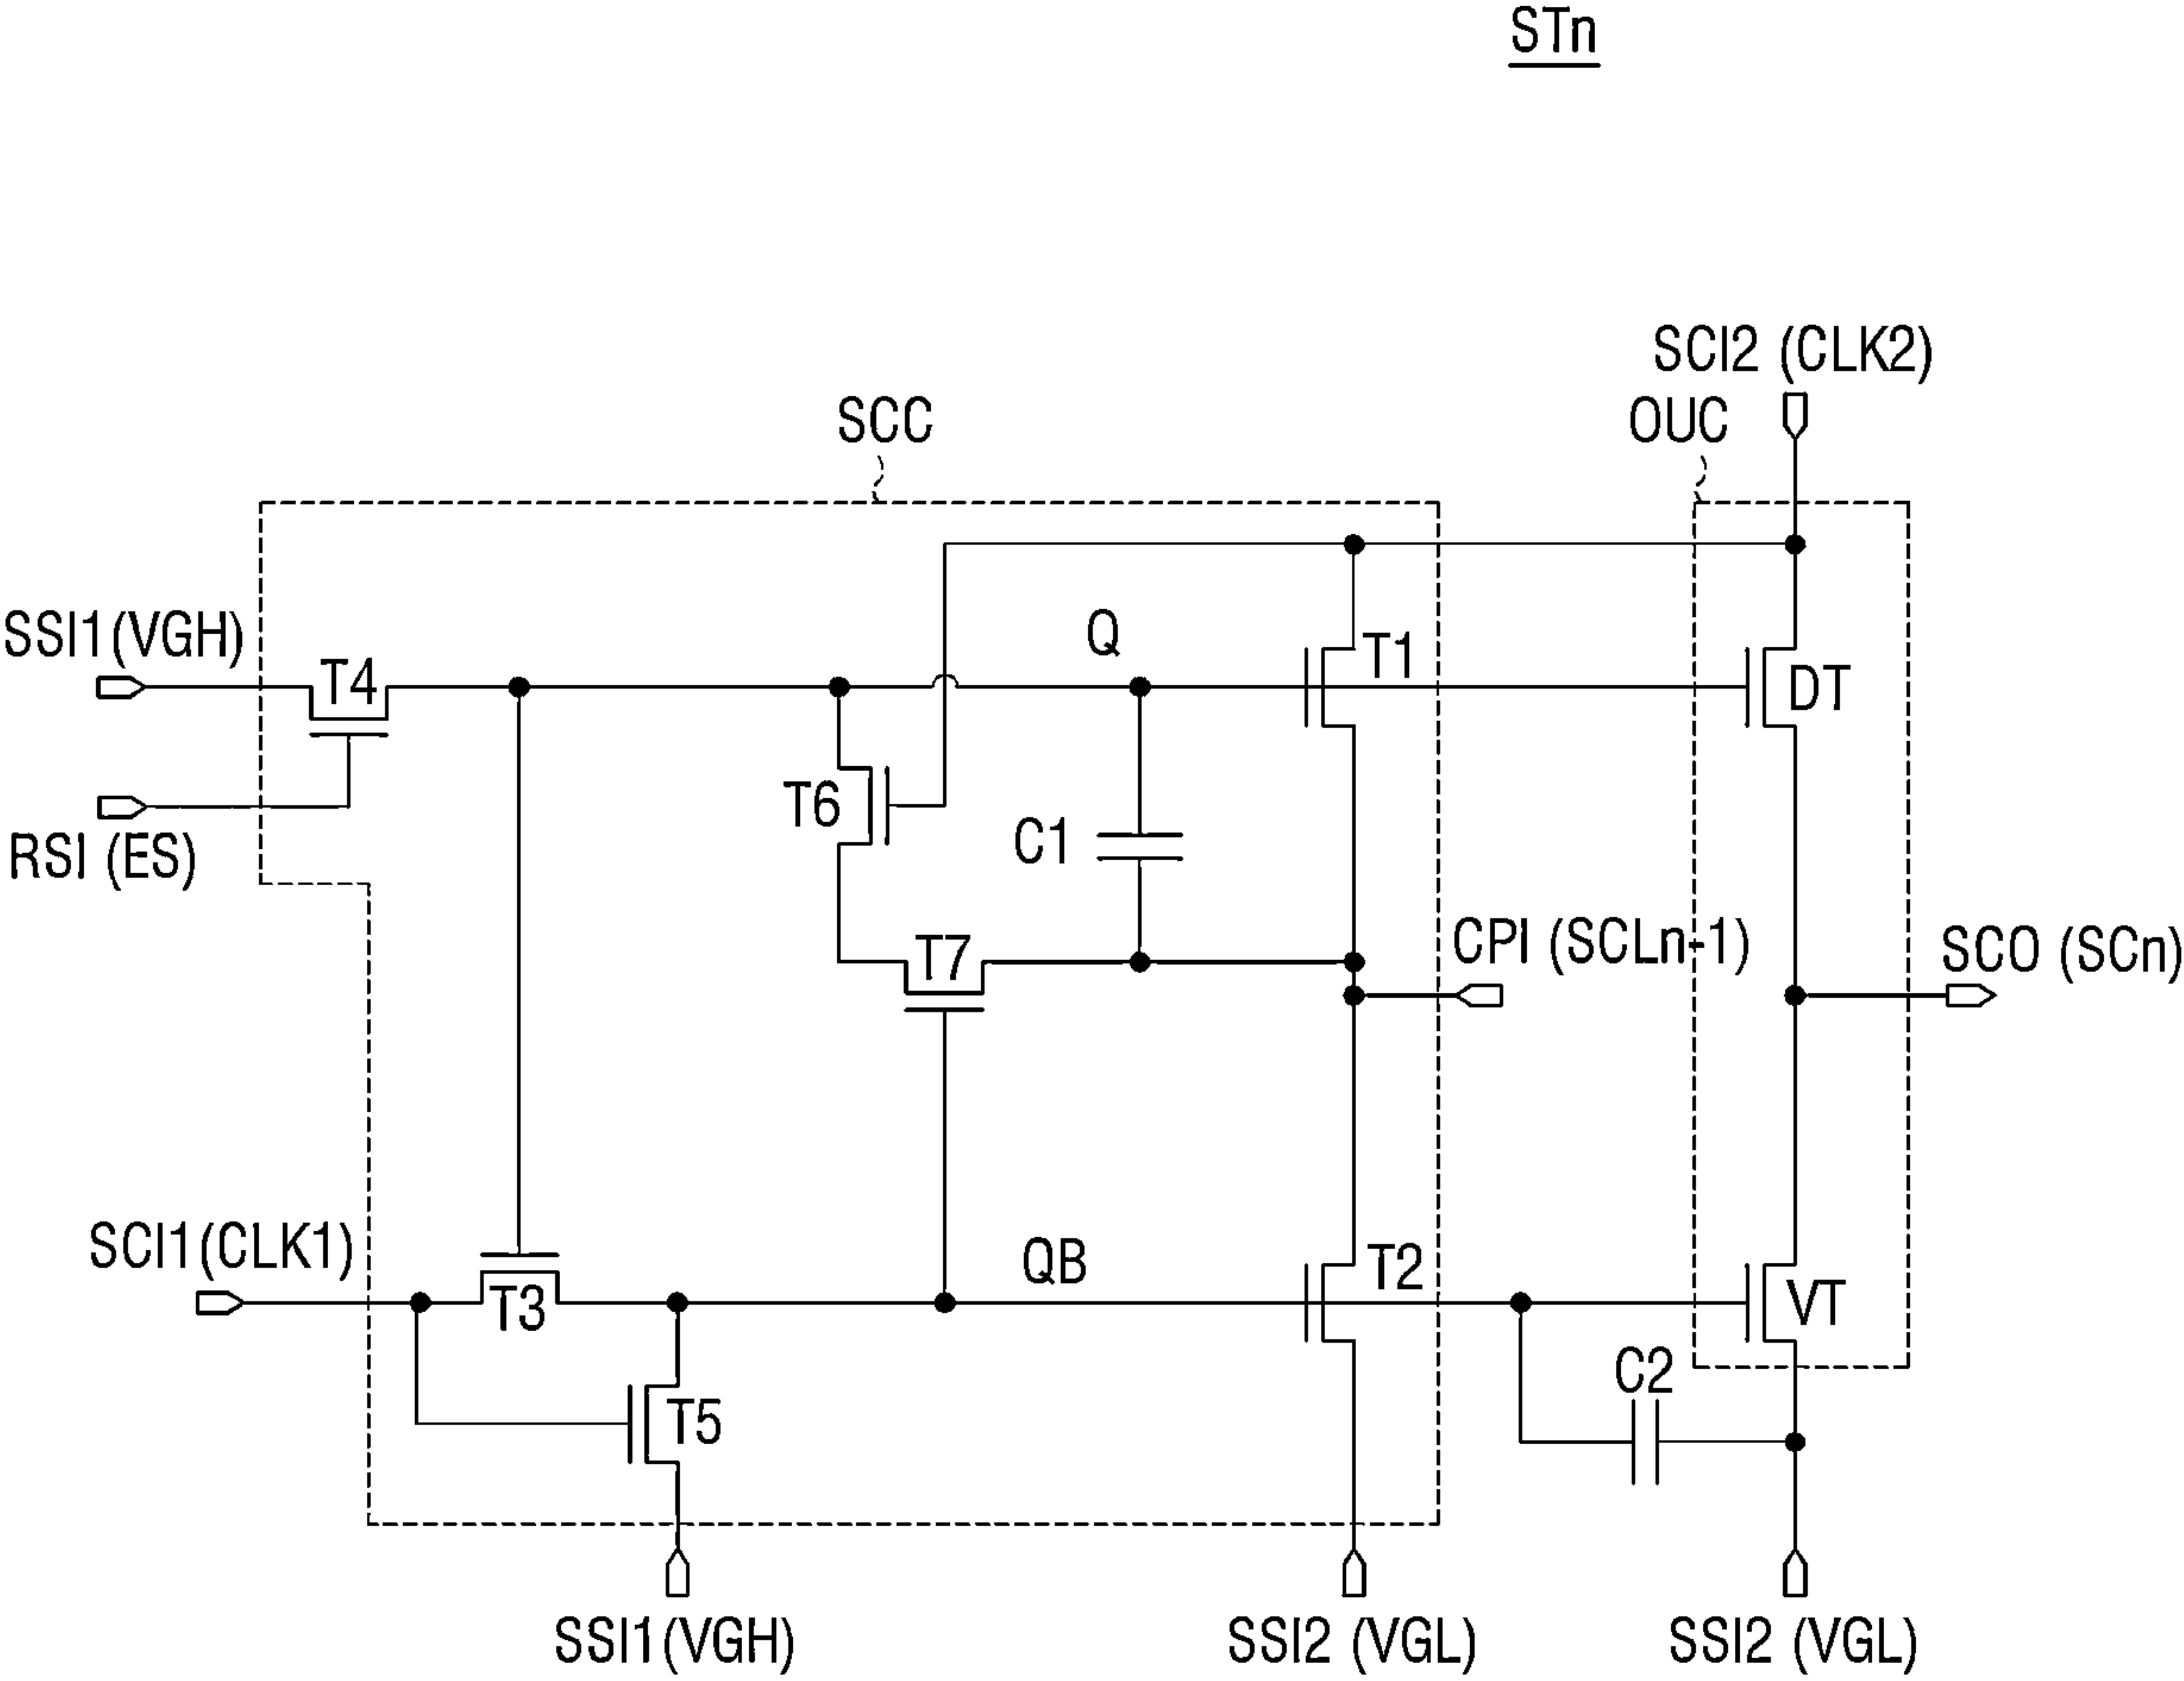 STn
SCI2 (CLK2)
SCC
OUC
SSI1(VGH)
T4
Q
T1
DT
RSI (ES)
T6
C1
T7
CPI (SCLn-1)
SCO (SCn)
SCI1(CLK1)
T3
QB
T2
VT
C2
T5
SSI1(VGH)
SSI2 (VGL)
SSI2 (VGL)